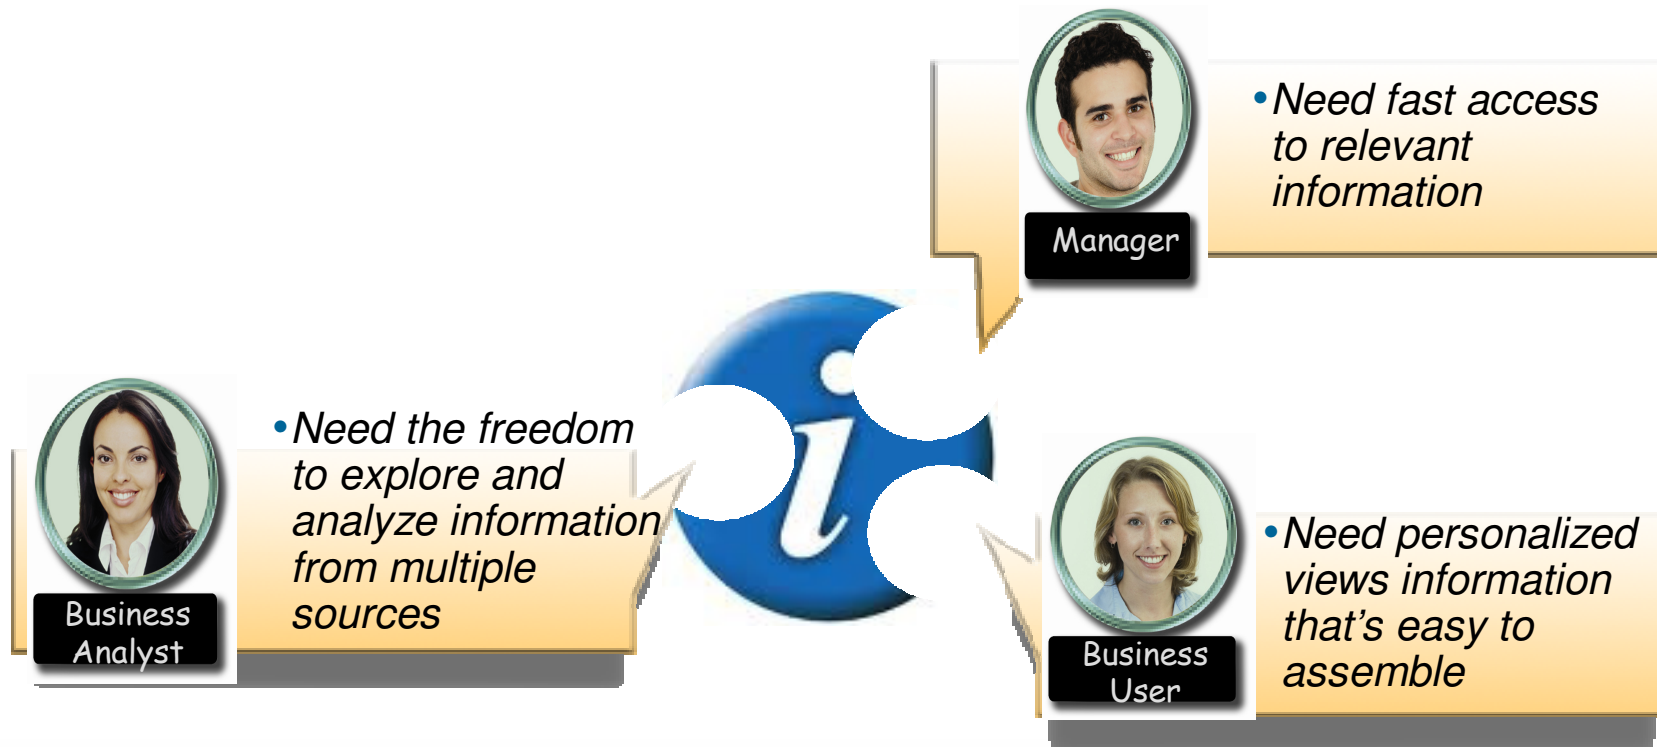 •Need fast access
to relevant
information
Manager
i
•Need the freedom
to explore and
analyze information
from multiple
sources
Business
Analyst
•Need personalized
views information
that's easy to
assemble
Business
User